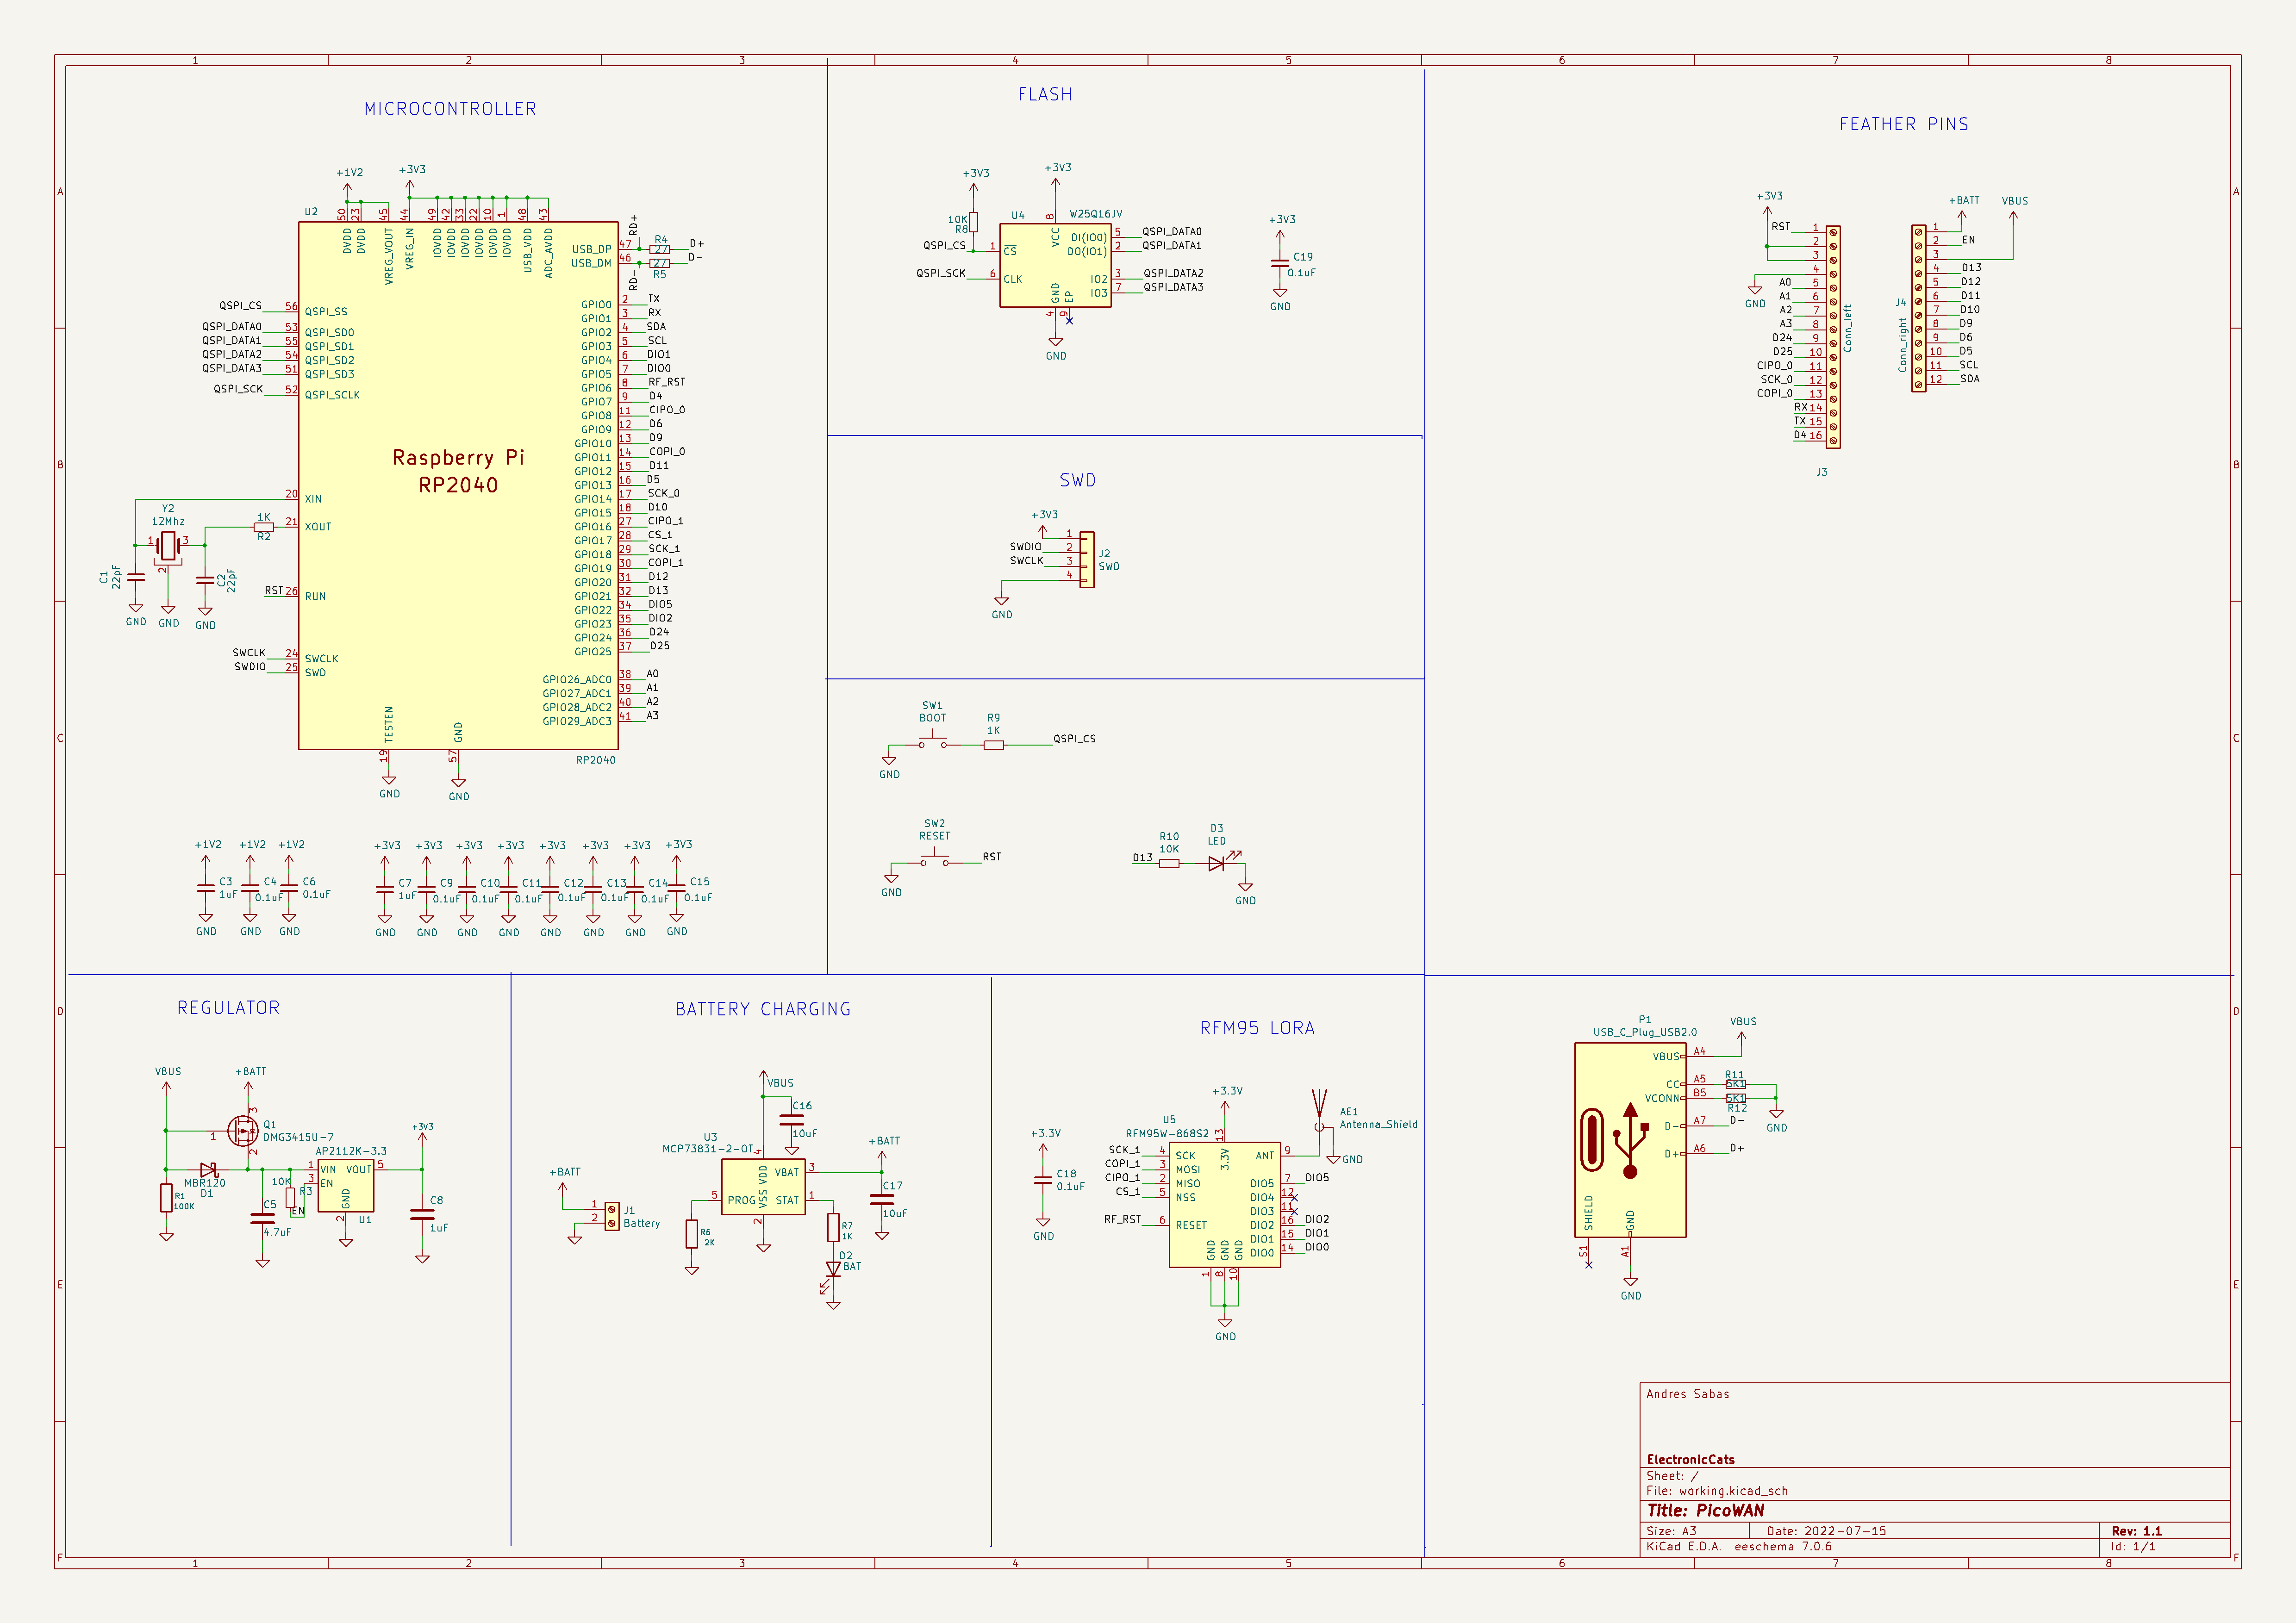 1 2 3 4 5 6 7 8
A
B
C
D
E
F
MICROCONTROLLER
+1V2
+3V3
U2
50 23 45 44 49 42 33 22 10 1 48 43
DVDD DVDD VREG_VOUT VREG_IN IOVDD IOVDD IOVDD IOVDD IOVDD IOVDD USB_VDD ADC_AVDD
RD+
USB_DP 47 R4 27 D+
USB_DM 46 27 D-
R5
RD-
QSPI_CS 56 QSPI_SS
QSPI_DATA0 53 QSPI_SD0
QSPI_DATA1 55 QSPI_SD1
QSPI_DATA2 54 QSPI_SD2
QSPI_DATA3 51 QSPI_SD3
QSPI_SCK 52 QSPI_SCLK
Raspberry Pi
RP2040
20 XIN
21 XOUT
1K
R2
Y2
12Mhz
1 3
2
C1
22pF
C2
22pF
GND
GND
GND
RST 26 RUN
SWCLK 24 SWCLK
SWDIO 25 SWD
GPIO0 2 TX
GPIO1 3 RX
GPIO2 4 SDA
GPIO3 5 SCL
GPIO4 6 DIO1
GPIO5 7 DIO0
GPIO6 8 RF_RST
GPIO7 9 D4
GPIO8 11 CIPO_0
GPIO9 12 D6
GPIO10 13 D9
GPIO11 14 COPI_0
GPIO12 15 D11
GPIO13 16 D5
GPIO14 17 SCK_0
GPIO15 18 D10
GPIO16 27 CIPO_1
GPIO17 28 CS_1
GPIO18 29 SCK_1
GPIO19 30 COPI_1
GPIO20 31 D12
GPIO21 32 D13
GPIO22 34 DIO5
GPIO23 35 DIO2
GPIO24 36 D24
GPIO25 37 D25
GPIO26_ADC0 38 A0
GPIO27_ADC1 39 A1
GPIO28_ADC2 40 A2
GPIO29_ADC3 41 A3
TESTEN GND
19 57
RP2040
GND GND
+1V2 +1V2 +1V2 +3V3 +3V3 +3V3 +3V3 +3V3 +3V3 +3V3 +3V3
C3 C4 C6 C7 C9 C10 C11 C12 C13 C14 C15
1uF 0.1uF 0.1uF 1uF 0.1uF 0.1uF 0.1uF 0.1uF 0.1uF 0.1uF 0.1uF
GND GND GND GND GND GND GND GND GND GND GND
FLASH
+3V3
+3V3
10K
R8
U4
W25Q16JV
8
VCC
QSPI_CS 1 CS
QSPI_SCK 6 CLK
DI(IO0) 5 QSPI_DATA0
DO(IO1) 2 QSPI_DATA1
IO2 3 QSPI_DATA2
IO3 7 QSPI_DATA3
GND EP
4 9
GND
+3V3
C19
0.1uF
GND
SWD
+3V3
1
SWDIO 2
SWCLK 3
4
J2
SWD
GND
SW1
BOOT
R9
1K
QSPI_CS
GND
SW2
RESET
RST
GND
D13
R10
10K
D3
LED
GND
FEATHER PINS
+3V3
RST 1
2
3
4
GND
A0 5
A1 6
A2 7
A3 8
D24 9
D25 10
CIPO_0 11
SCK_0 12
COPI_0 13
RX 14
TX 15
D4 16
Conn_left
J3
+BATT
VBUS
1
2 EN
3
4 D13
5 D12
6 D11
7 D10
8 D9
9 D6
10 D5
11 SCL
12 SDA
J4
Conn_right
REGULATOR
VBUS
+BATT
3
1
2
Q1
DMG3415U-7
MBR120
D1
R1
100K
C5
4.7uF
10K
R3
EN
AP2112K-3.3
1 VIN VOUT 5
3 EN
GND
2
U1
+3V3
C8
1uF
BATTERY CHARGING
+BATT
1
2
J1
Battery
VBUS
C16
10uF
U3
MCP73831-2-OT
4
VDD
VBAT 3
5 PROG STAT 1
VSS
2
R6
2K
+BATT
C17
10uF
R7
1K
D2
BAT
RFM95 LORA
+3.3V
C18
0.1uF
GND
+3.3V
U5
RFM95W-868S2
13
3.3V
SCK_1 4 SCK
COPI_1 3 MOSI
CIPO_1 2 MISO
CS_1 5 NSS
RF_RST 6 RESET
ANT 9
DIO5 7 DIO5
DIO4 12
DIO3 11
DIO2 16 DIO2
DIO1 15 DIO1
DIO0 14 DIO0
GND GND GND
1 8 10
GND
AE1
Antenna_Shield
GND
P1
USB_C_Plug_USB2.0
VBUS
VBUS A4
CC A5 R11 5K1
VCONN B5 5K1
R12
D- A7 D-
D+ A6 D+
GND
SHIELD GND
S1 A1
GND
Andres Sabas
ElectronicCats
Sheet: /
File: working.kicad_sch
Title: PicoWAN
Size: A3 Date: 2022-07-15 Rev: 1.1
KiCad E.D.A. eeschema 7.0.6 Id: 1/1
1 2 3 4 5 6 7 8
A
B
C
D
E
F